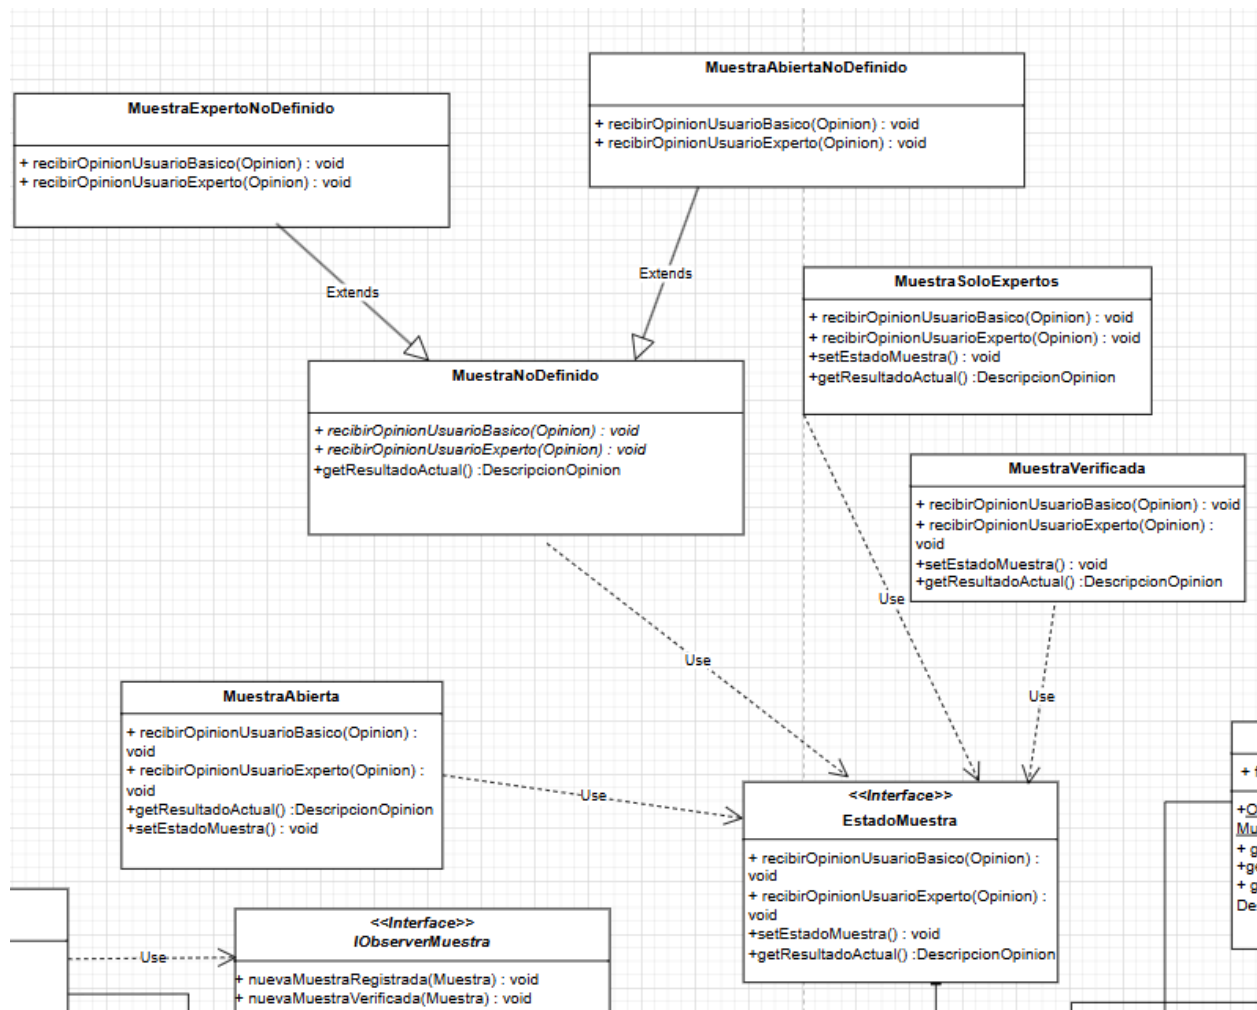 MuestraAbiertaNoDefinido
+ recibirOpinionUsuarioBasico(Opinion) : void
+ recibirOpinionUsuarioExperto(Opinion) : void
MuestraExpertoNoDefinido
+ recibirOpinionUsuarioBasico(Opinion) : void
+ recibirOpinionUsuarioExperto(Opinion) : void
Extends
Extends
MuestraSoloExpertos
+ recibirOpinionUsuarioBasico(Opinion) : void
+ recibirOpinionUsuarioExperto(Opinion) : void
+setEstadoMuestra() : void
+getResultadoActual() :DescripcionOpinion
MuestraNoDefinido
+ recibirOpinionUsuarioBasico(Opinion) : void
+ recibirOpinionUsuarioExperto(Opinion) : void
+getResultadoActual() :DescripcionOpinion
MuestraVerificada
+ recibirOpinionUsuarioBasico(Opinion) : void
+ recibirOpinionUsuarioExperto(Opinion) :
void
+setEstadoMuestra() : void
+getResultadoActual() :DescripcionOpinion
Use
Use
Use
MuestraAbierta
+ recibirOpinionUsuarioBasico(Opinion) :
void
+ recibirOpinionUsuarioExperto(Opinion) :
void
+getResultadoActual() :DescripcionOpinion
+setEstadoMuestra() : void
Use
<<Interface>>
EstadoMuestra
+ recibirOpinionUsuarioBasico(Opinion) :
void
+ recibirOpinionUsuarioExperto(Opinion) :
void
+setEstadoMuestra() : void
+getResultadoActual() :DescripcionOpinion
Use
<<Interface>>
IObserverMuestra
+ nuevaMuestraRegistrada(Muestra) : void
+ nuevaMuestraVerificada(Muestra) : void